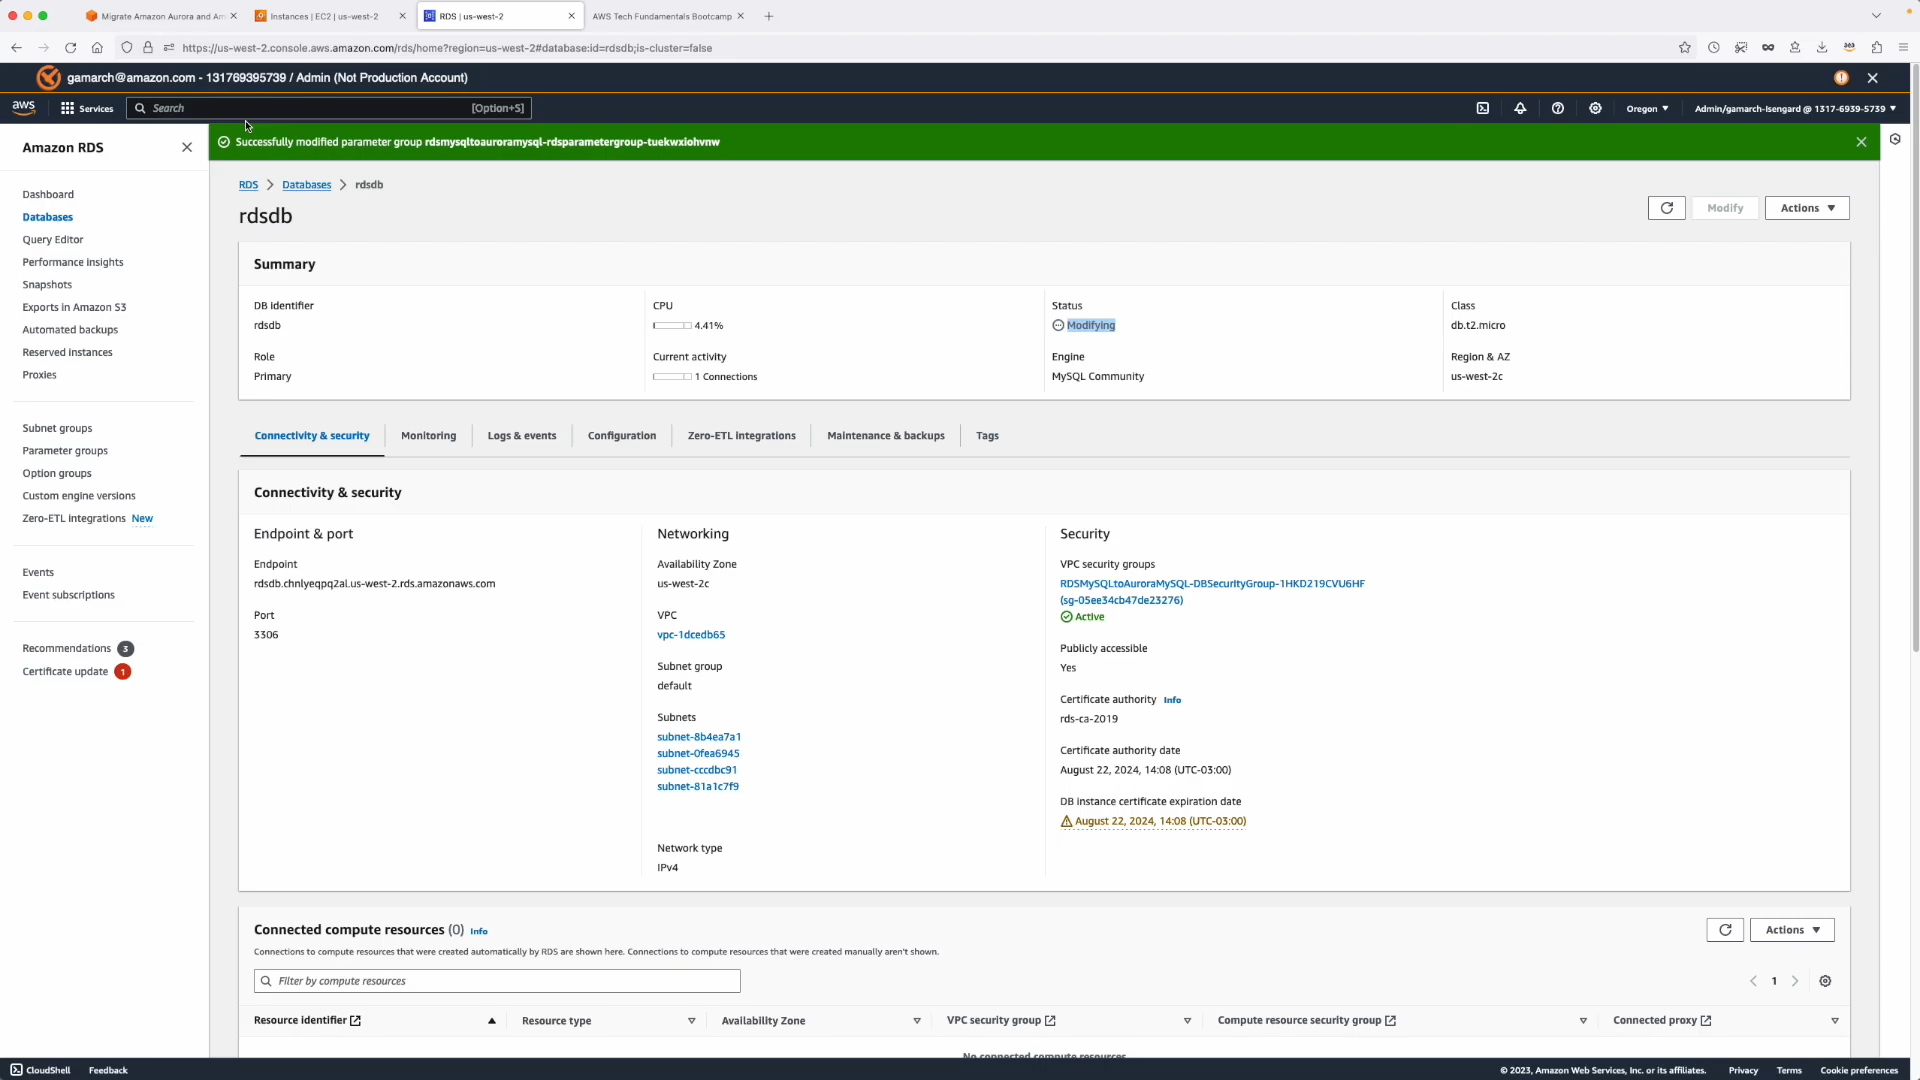 Migrate Amazon Aurora and Am
Instances | EC2 | us-west-2
RDS | us-west-2
AWS Tech Fundamentals Bootcamp
https://us-west-2.console.aws.amazon.com/rds/home?region=us-west-2#database:id=rdsdb;is-cluster=false
gamarch@amazon.com - 131769395739 / Admin (Not Production Account)
aws
Services
Search
[Option+S]
Oregon
Admin/gamarch-Isengard @ 1317-6939-5739
Amazon RDS
Dashboard
Databases
Query Editor
Performance insights
Snapshots
Exports in Amazon S3
Automated backups
Reserved instances
Proxies
Subnet groups
Parameter groups
Option groups
Custom engine versions
Zero-ETL integrations New
Events
Event subscriptions
Recommendations 3
Certificate update 1
Successfully modified parameter group rdsmysqltoauroramysql-rdsparametergroup-tuekwxiohvnw
RDS > Databases > rdsdb
rdsdb
Modify
Actions
Summary
DB identifier
rdsdb
CPU
4.41%
Status
Modifying
Class
db.t2.micro
Role
Primary
Current activity
1 Connections
Engine
MySQL Community
Region & AZ
us-west-2c
Connectivity & security
Monitoring
Logs & events
Configuration
Zero-ETL integrations
Maintenance & backups
Tags
Connectivity & security
Endpoint & port
Endpoint
rdsdb.chnlyeqpq2al.us-west-2.rds.amazonaws.com
Port
3306
Networking
Availability Zone
us-west-2c
VPC
vpc-1dcedb65
Subnet group
default
Subnets
subnet-8b4ea7a1
subnet-0fea6945
subnet-cccdbc91
subnet-81a1c7f9
Network type
IPv4
Security
VPC security groups
RDSMySQLtoAuroraMySQL-DBSecurityGroup-1HKD219CVU6HF
(sg-05ee34cb47de23276)
Active
Publicly accessible
Yes
Certificate authority Info
rds-ca-2019
Certificate authority date
August 22, 2024, 14:08 (UTC-03:00)
DB instance certificate expiration date
August 22, 2024, 14:08 (UTC-03:00)
Connected compute resources (0) Info
Connections to compute resources that were created automatically by RDS are shown here. Connections to compute resources that were created manually aren't shown.
Actions
Filter by compute resources
1
Resource identifier
Resource type
Availability Zone
VPC security group
Compute resource security group
Connected proxy
No connected compute resources
CloudShell
Feedback
© 2023, Amazon Web Services, Inc. or its affiliates.
Privacy
Terms
Cookie preferences